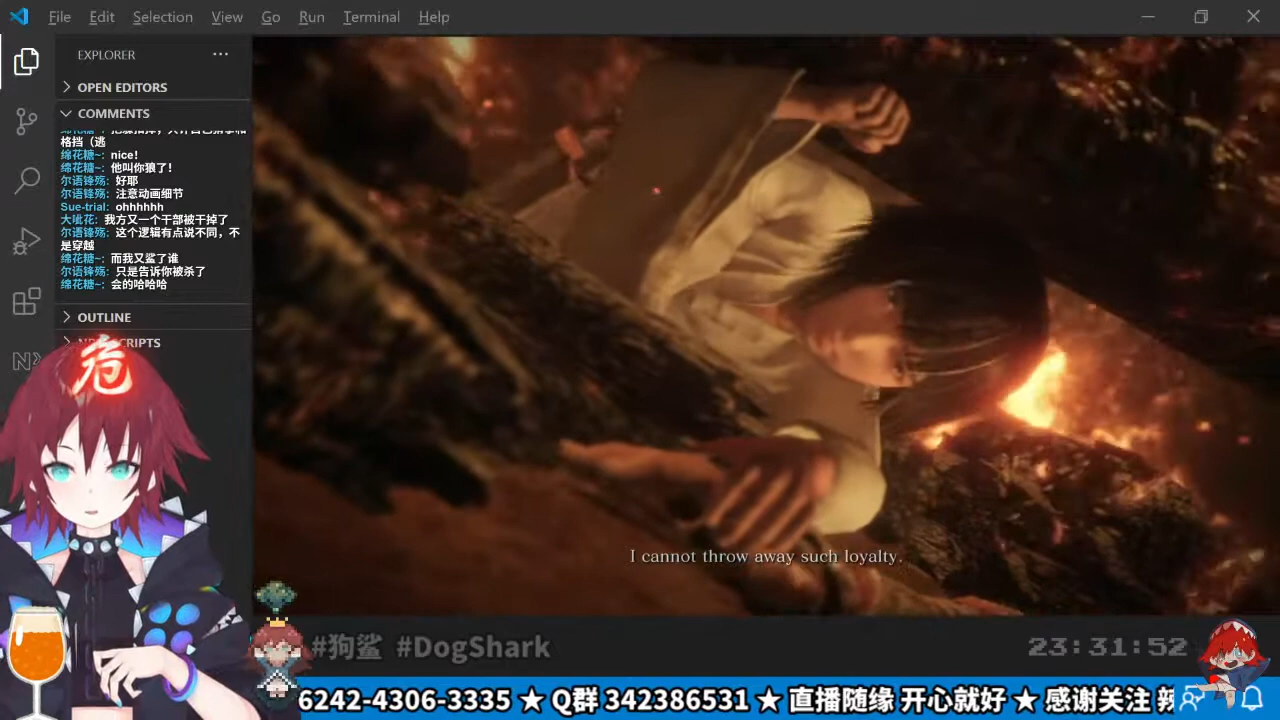 File Edit Selection View Go Run Terminal Help
EXPLORER
OPEN EDITORS
COMMENTS
格挡（逃
绵花糖~: nice!
绵花糖~: 他叫你狼了!
尔语锋殇: 好耶
尔语锋殇: 注意动画细节
Sue-trial: ohhhhhh
大呲花: 我方又一个干部被干掉了
尔语锋殇: 这个逻辑有点说不同，不
是穿越
绵花糖~: 而我又鲨了谁
尔语锋殇: 只是告诉你被杀了
绵花糖~: 会的哈哈哈
OUTLINE
危
I cannot throw away such loyalty.
#狗鲨 #DogShark
23:31:52
6242-4306-3335 ★ Q群 342386531 ★ 直播随缘 开心就好 ★ 感谢关注